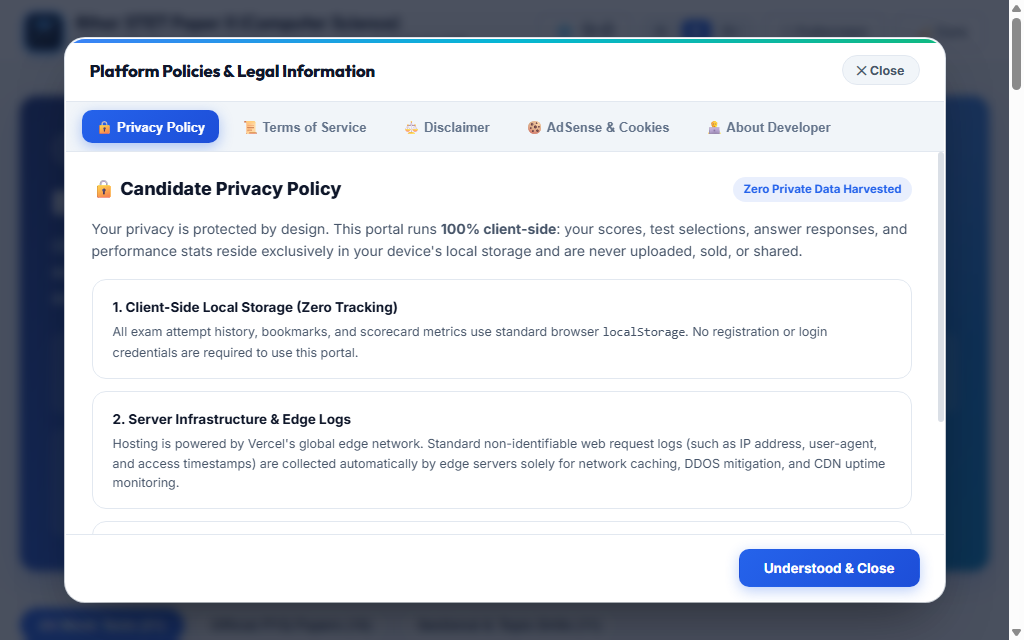 Platform Policies & Legal Information
Close
Privacy Policy
Terms of Service
Disclaimer
AdSense & Cookies
About Developer
Candidate Privacy Policy
Zero Private Data Harvested
Your privacy is protected by design. This portal runs 100% client-side: your scores, test selections, answer responses, and
performance stats reside exclusively in your device's local storage and are never uploaded, sold, or shared.
1. Client-Side Local Storage (Zero Tracking)
All exam attempt history, bookmarks, and scorecard metrics use standard browser localStorage. No registration or login
credentials are required to use this portal.
2. Server Infrastructure & Edge Logs
Hosting is powered by Vercel's global edge network. Standard non-identifiable web request logs (such as IP address, user-agent,
and access timestamps) are collected automatically by edge servers solely for network caching, DDOS mitigation, and CDN uptime
monitoring.
Understood & Close